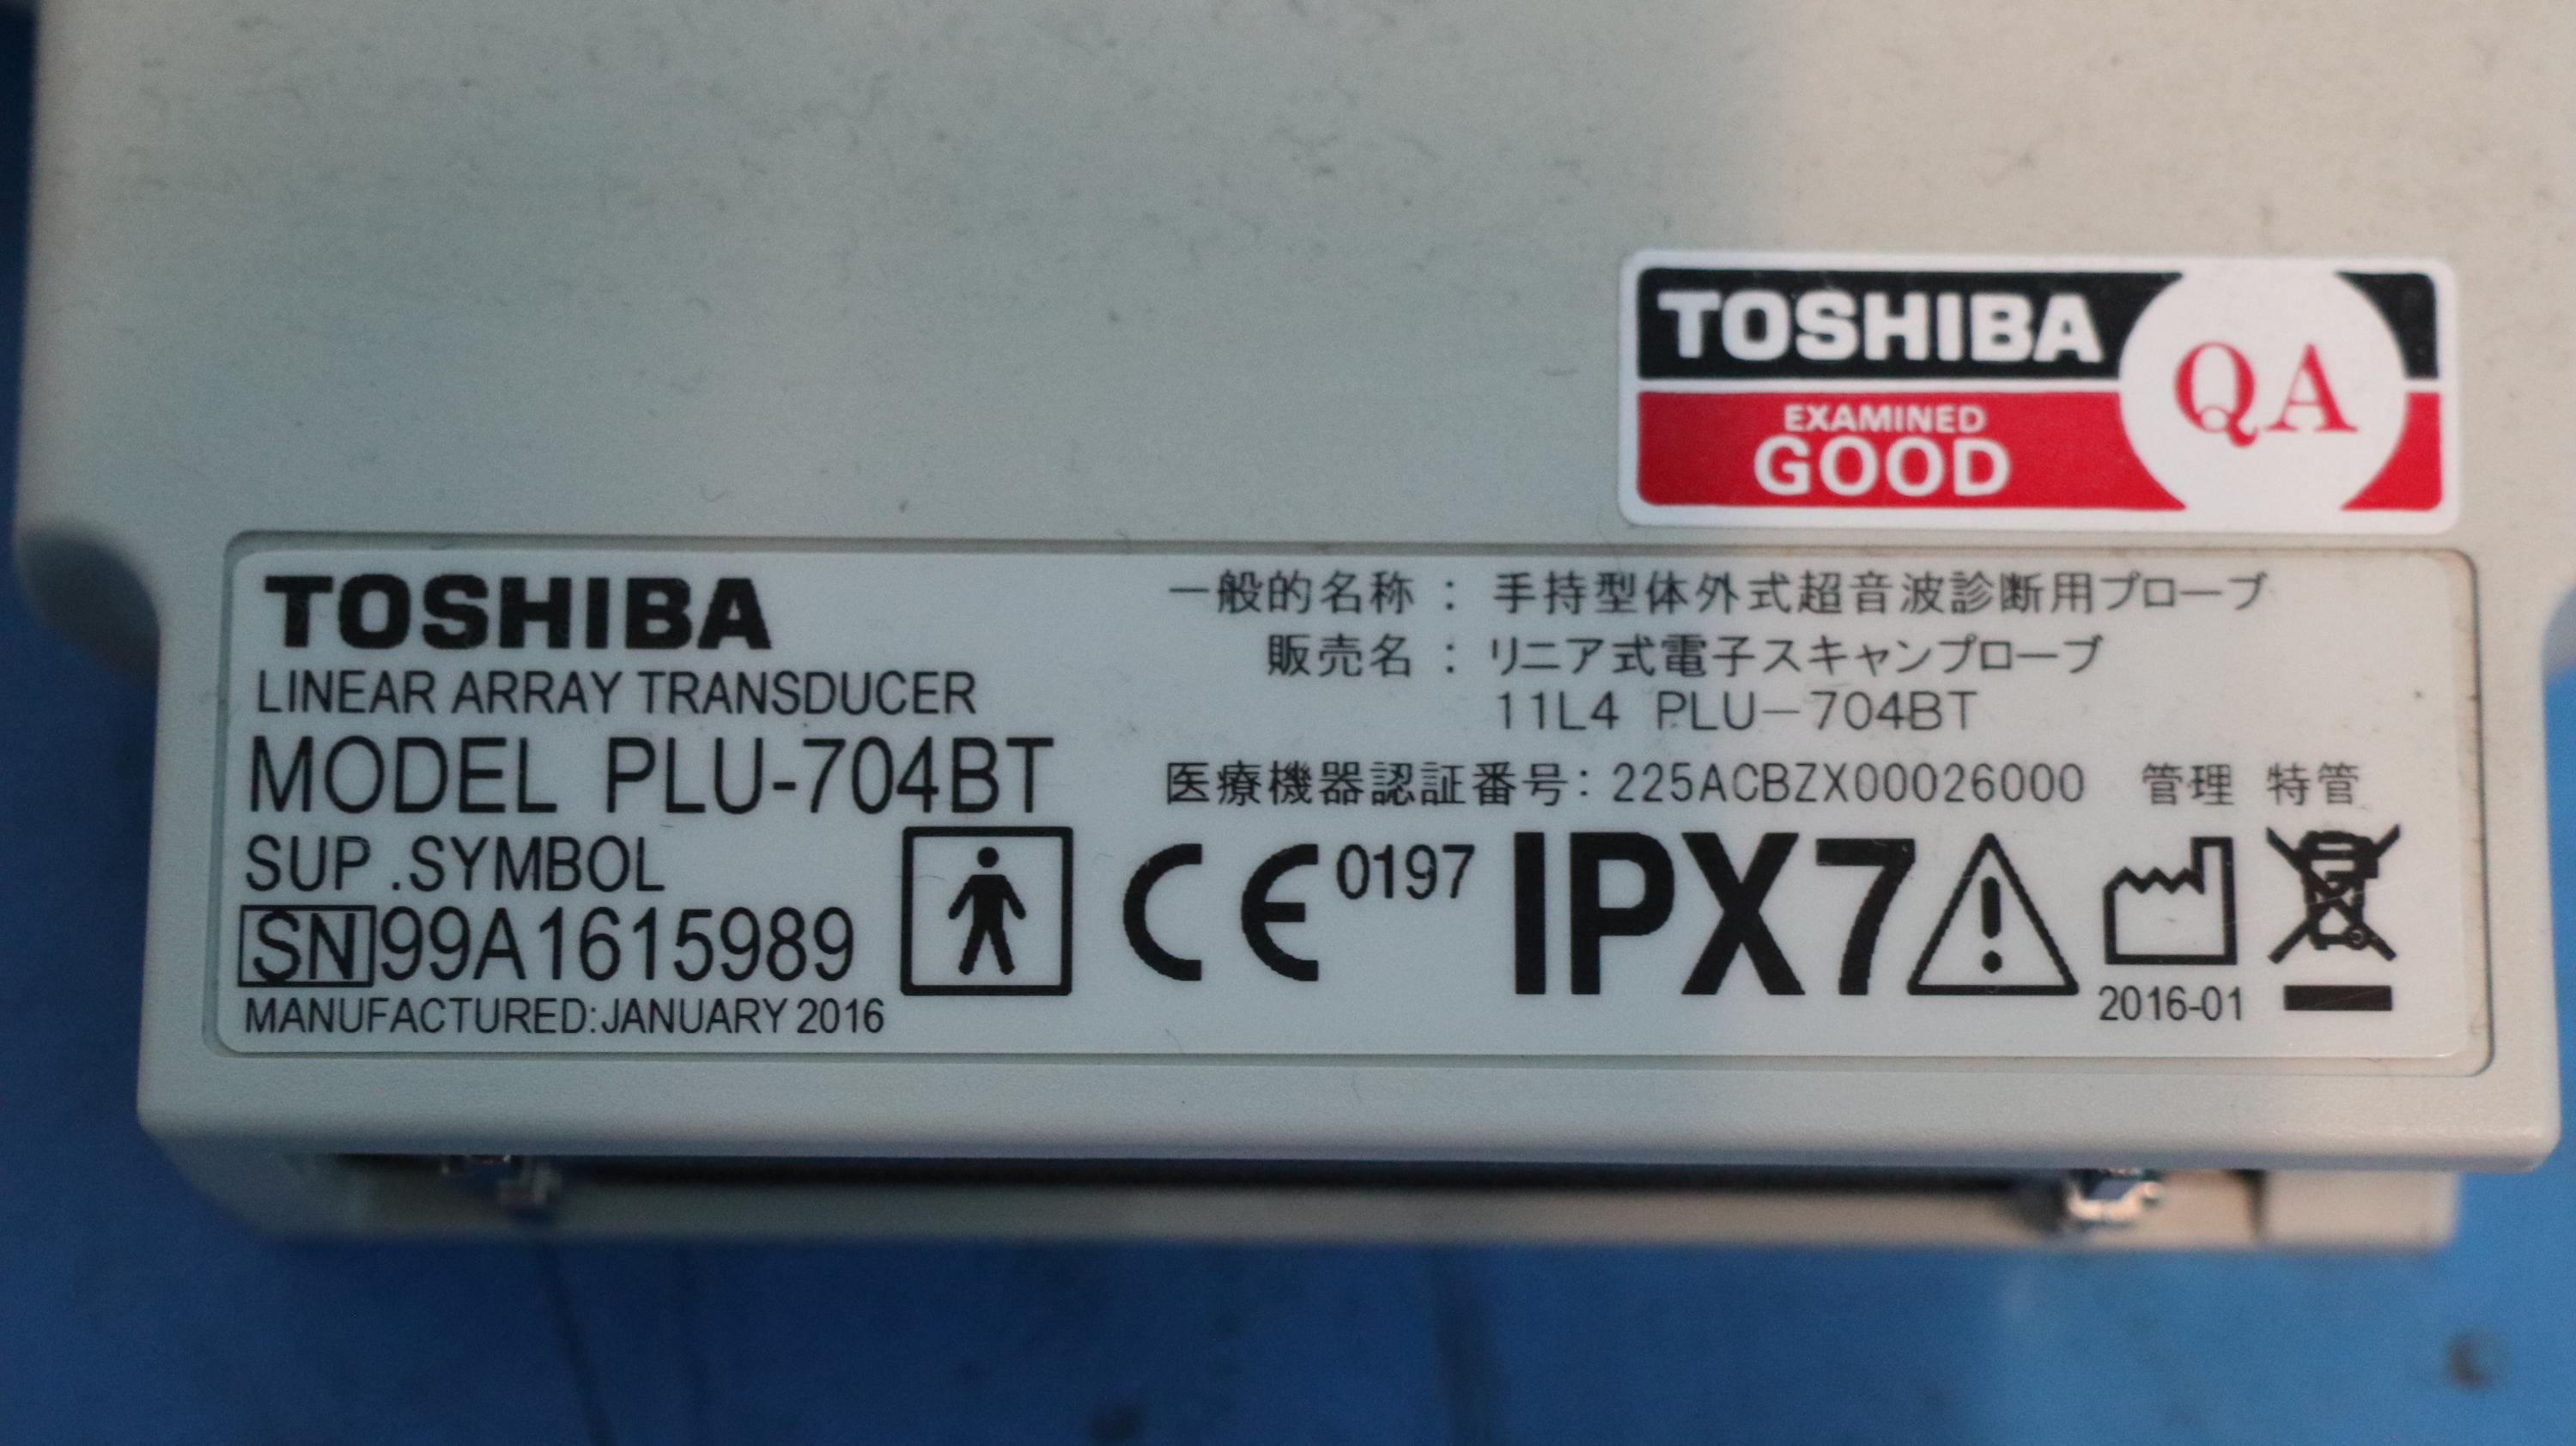 TOSHIBA
QA
EXAMINED
GOOD
TOSHIBA
LINEAR ARRAY TRANSDUCER
MODEL PLU-704BT
SUP .SYMBOL
SN 99A1615989
MANUFACTURED:JANUARY 2016
一般的名称 : 手持型体外式超音波診断用プローブ
販売名 : リニア式電子スキャンプローブ
11L4 PLU-704BT
医療機器認証番号: 225ACBZX00026000 管理 特管
CE 0197 IPX7
2016-01